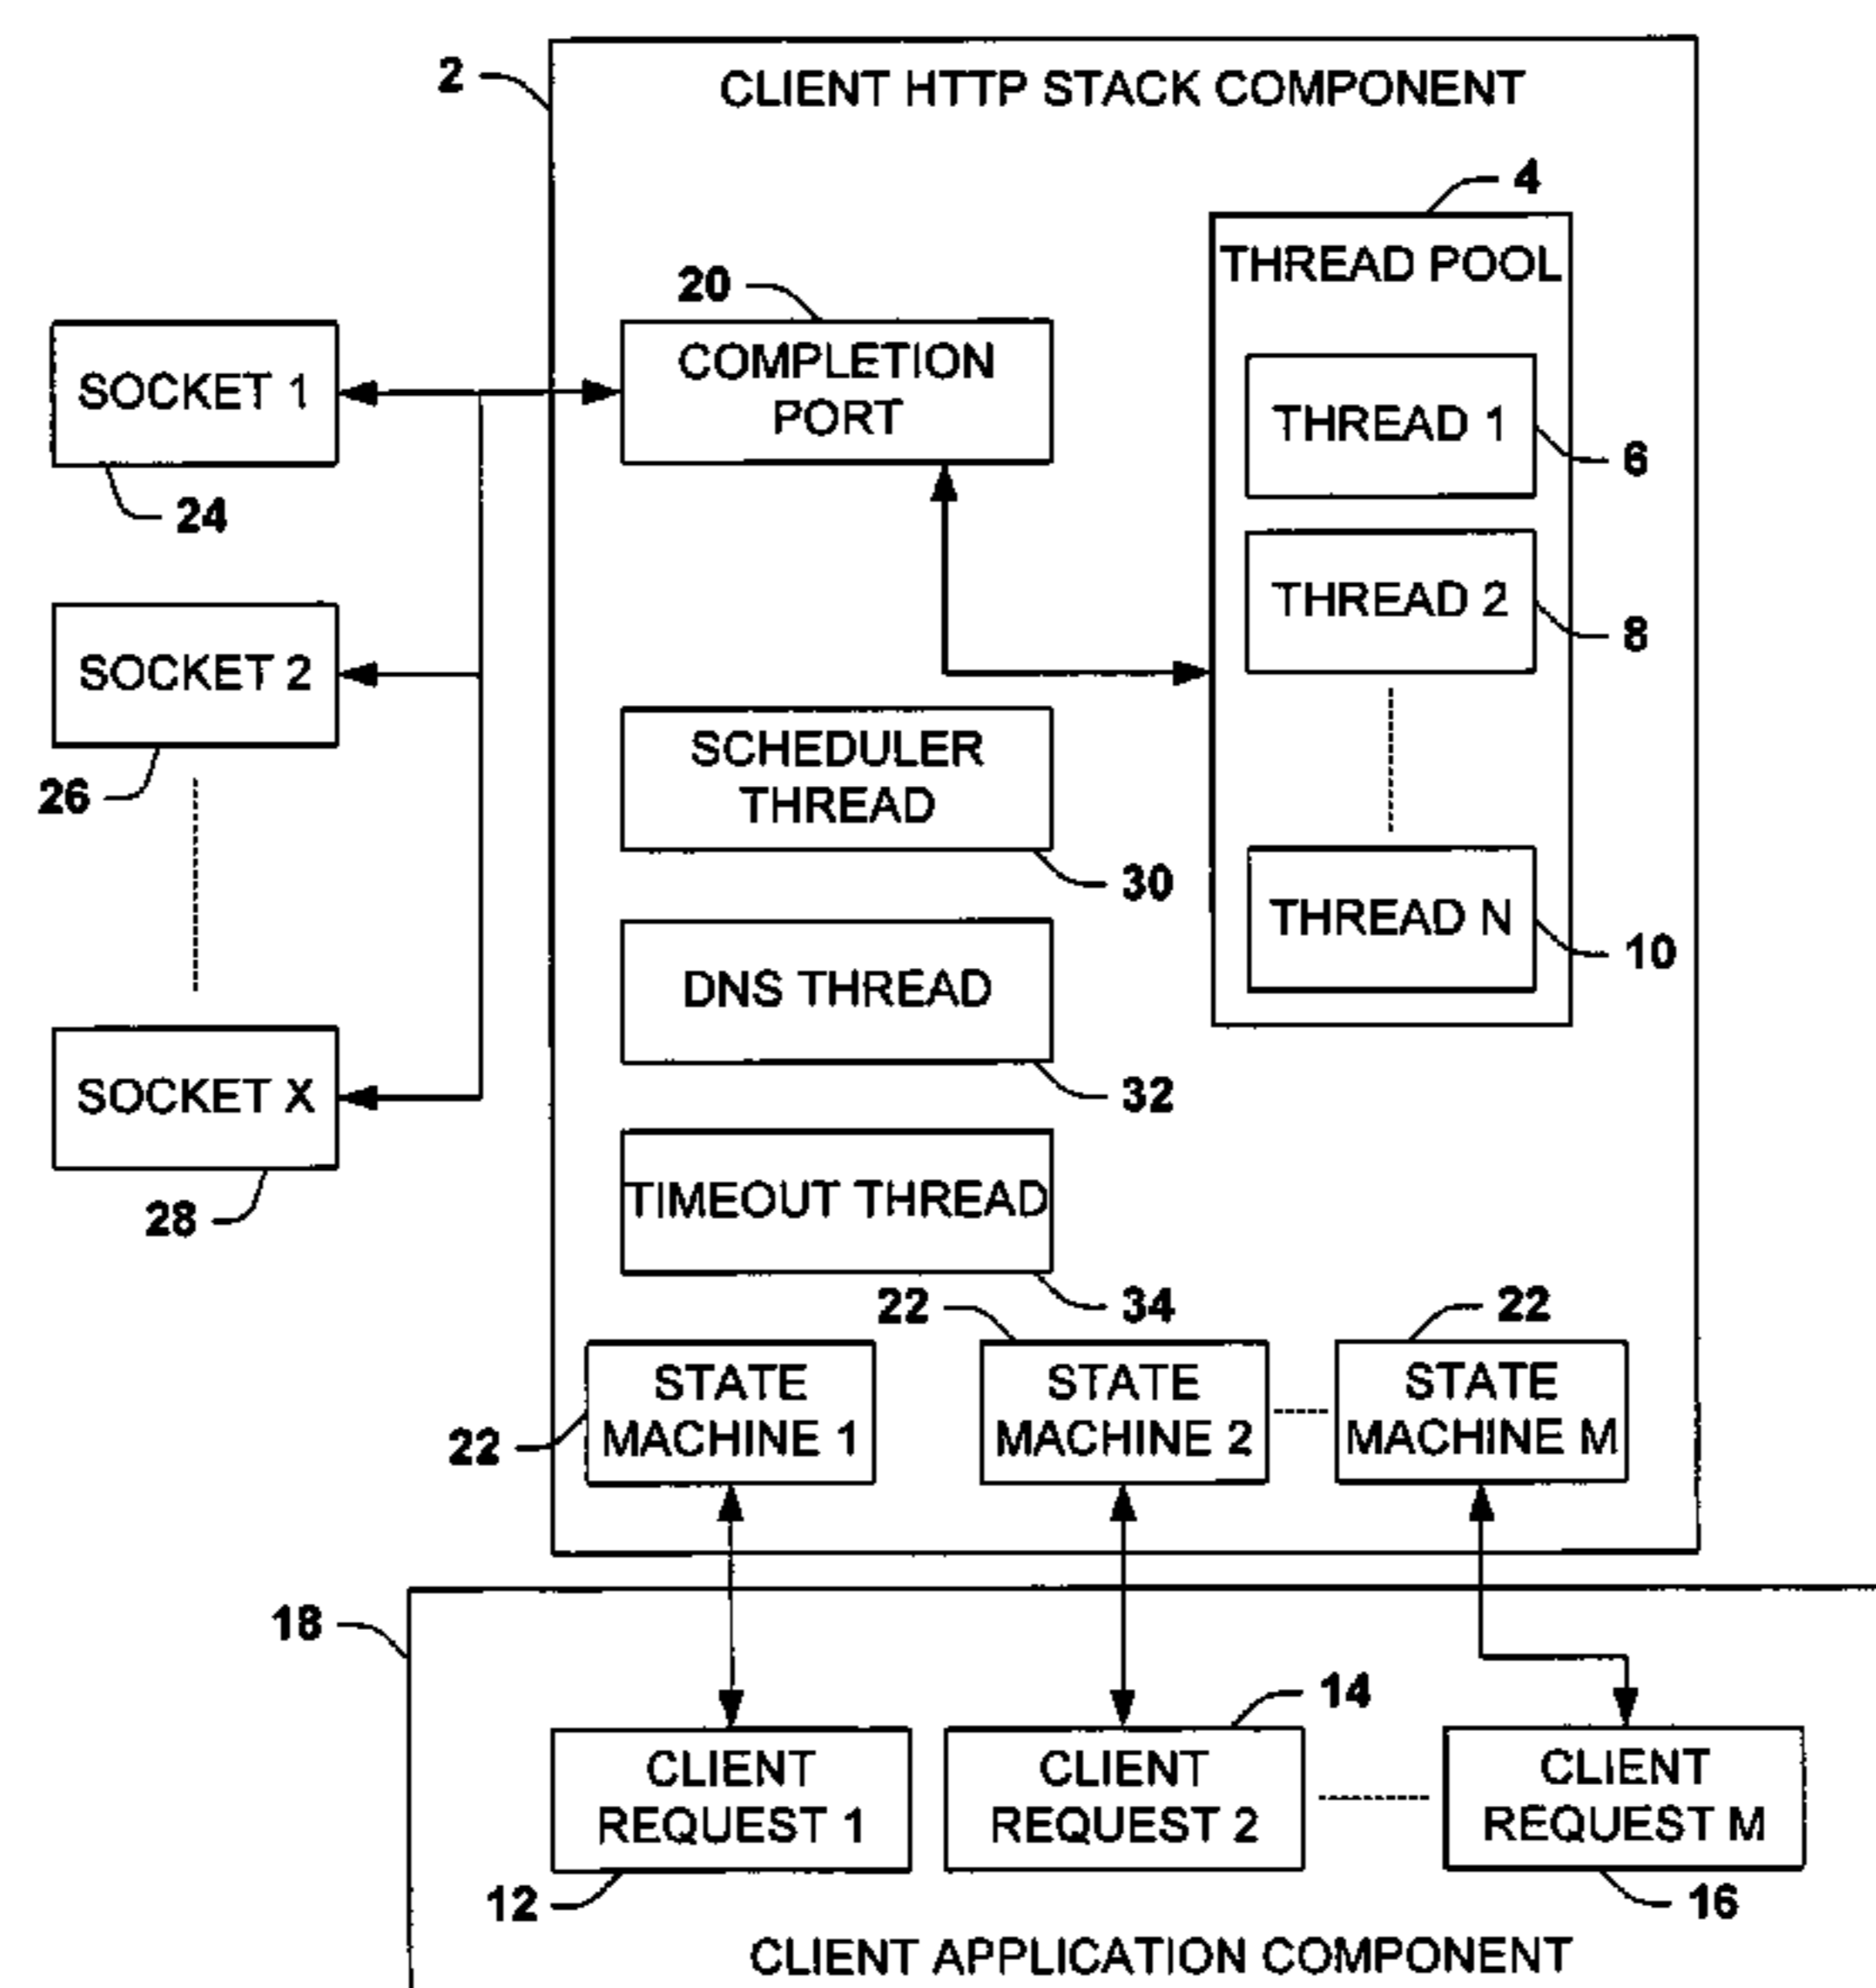 2
CLIENT HTTP STACK COMPONENT
4
THREAD POOL
20
COMPLETION
PORT
SOCKET 1
24
THREAD 1
6
THREAD 2
8
SOCKET 2
26
SCHEDULER
THREAD
30
THREAD N
10
DNS THREAD
32
SOCKET X
28
TIMEOUT THREAD
34
22
STATE
MACHINE 1
22
STATE
MACHINE 2
22
STATE
MACHINE M
18
CLIENT
REQUEST 1
12
14
CLIENT
REQUEST 2
CLIENT
REQUEST M
16
CLIENT APPLICATION COMPONENT